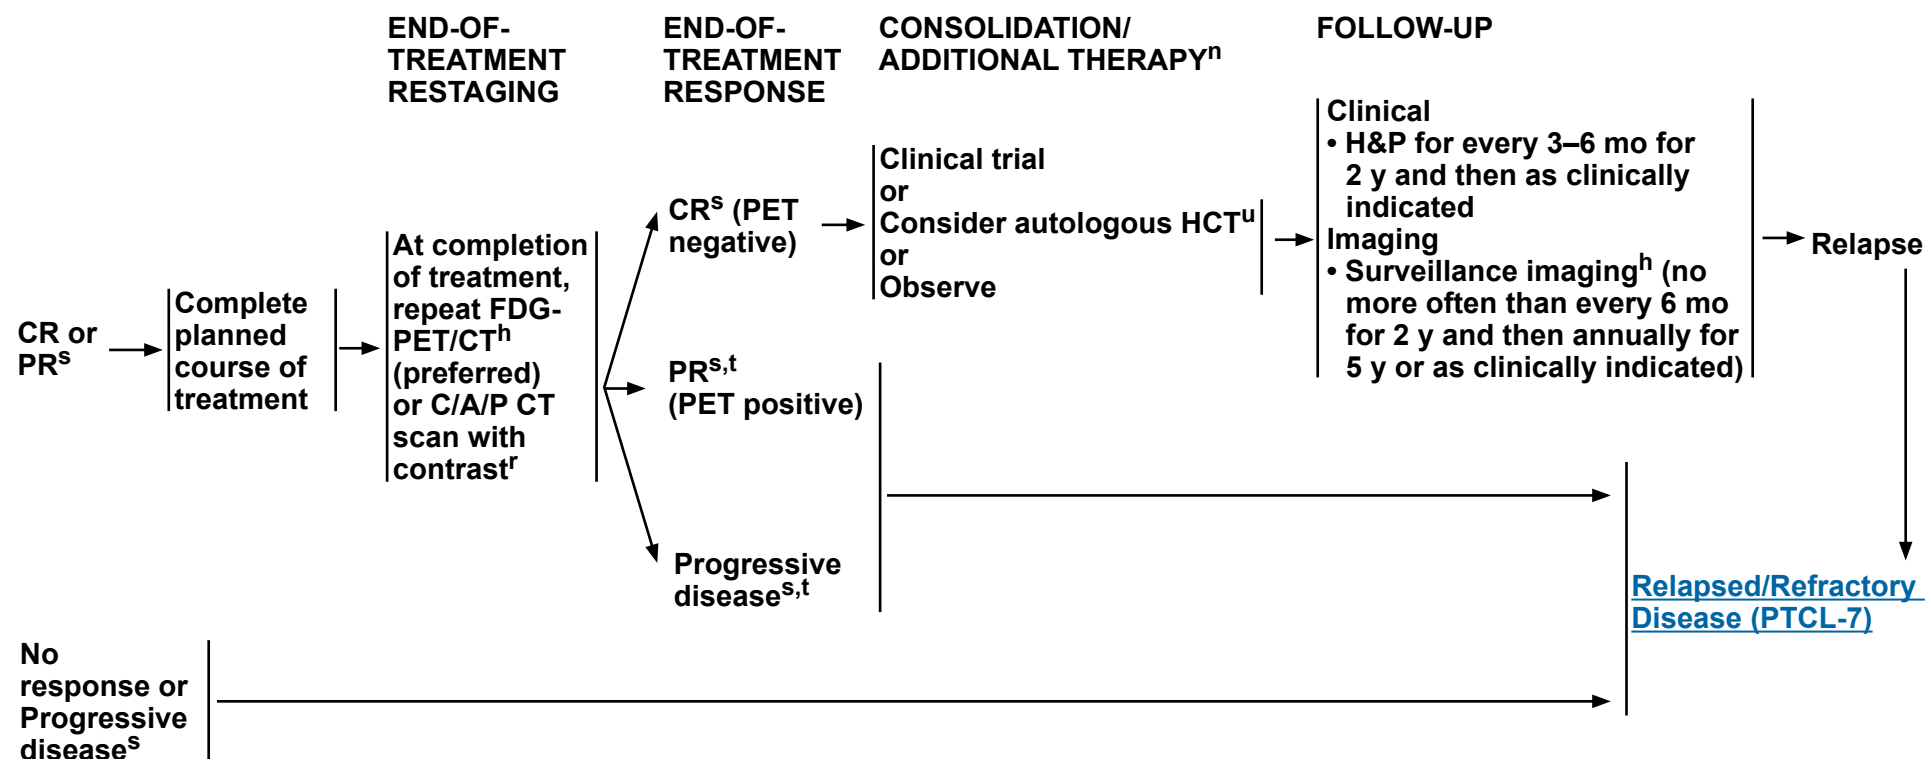 END-OF-
TREATMENT
RESTAGING
END-OF-
TREATMENT
RESPONSE
CONSOLIDATION/
ADDITIONAL THERAPYⁿ
FOLLOW-UP
CR or
PRˢ
Complete
planned
course of
treatment
At completion
of treatment,
repeat FDG-
PET/CTʰ
(preferred)
or C/A/P CT
scan with
contrastʳ
CRˢ (PET
negative)
PRˢ,ᵗ
(PET positive)
Progressive
diseaseˢ,ᵗ
Clinical trial
or
Consider autologous HCTᵘ
or
Observe
Clinical
• H&P for every 3–6 mo for
2 y and then as clinically
indicated
Imaging
• Surveillance imagingʰ (no
more often than every 6 mo
for 2 y and then annually for
5 y or as clinically indicated)
Relapse
Relapsed/Refractory
Disease (PTCL-7)
No
response or
Progressive
diseaseˢ